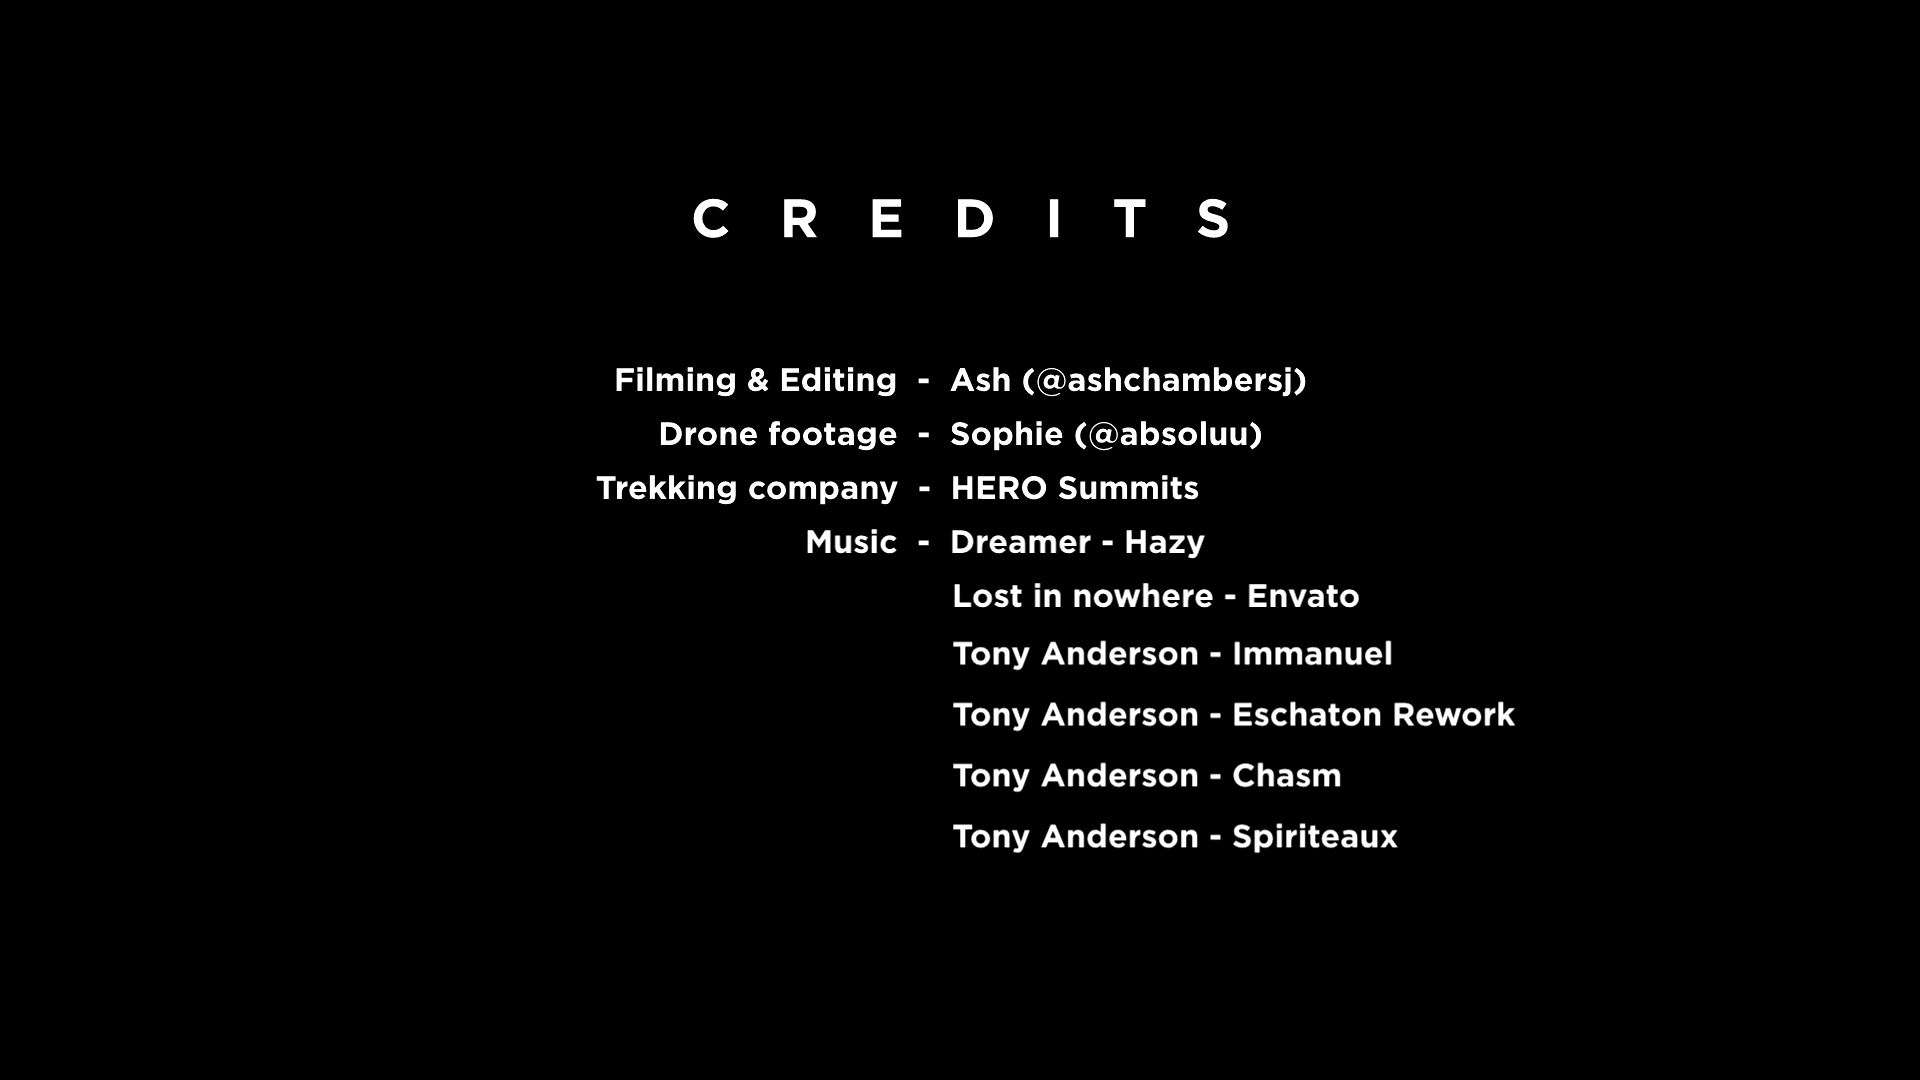 CREDITS
Filming & Editing - Ash (@ashchambersj)
Drone footage - Sophie (@absoluu)
Trekking company - HERO Summits
Music - Dreamer - Hazy
Lost in nowhere - Envato
Tony Anderson - Immanuel
Tony Anderson - Eschaton Rework
Tony Anderson - Chasm
Tony Anderson - Spiriteaux